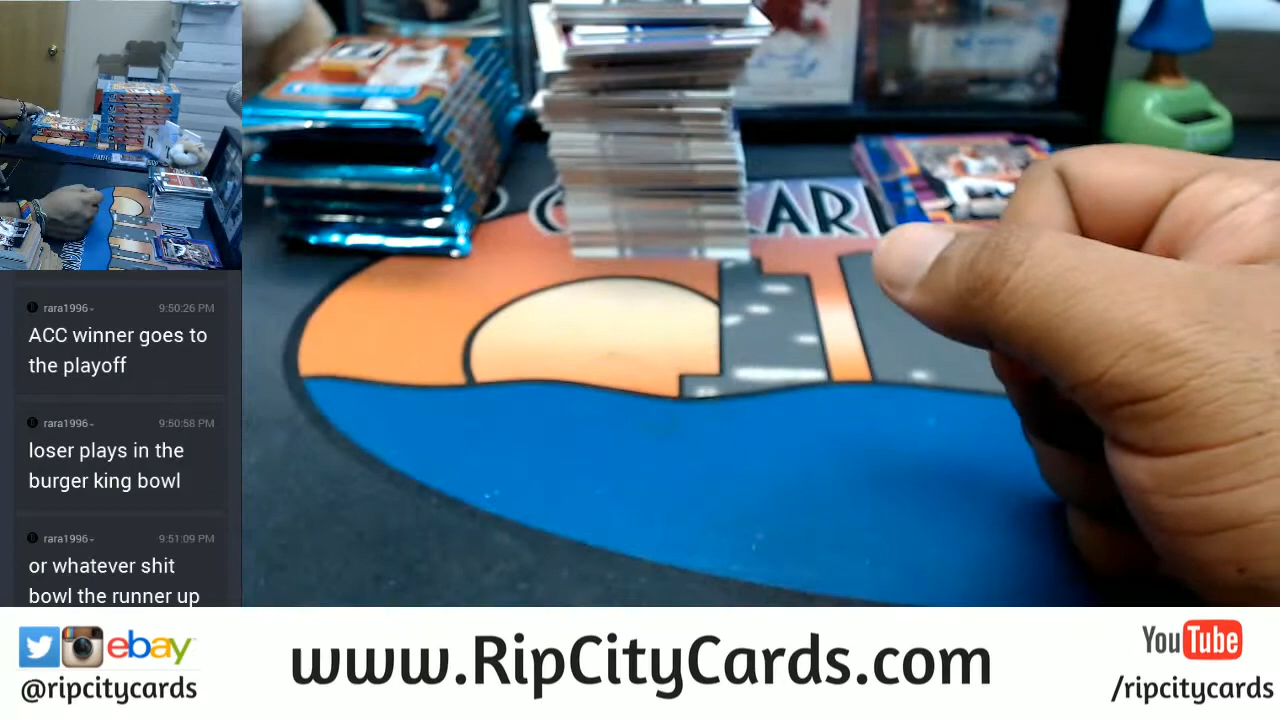 rara1996 9:50:26 PM
ACC winner goes to
the playoff
rara1996 9:50:58 PM
loser plays in the
burger king bowl
rara1996 9:51:09 PM
or whatever shit
bowl the runner up
ebay
@ripcitycards
www.RipCityCards.com
YouTube
/ripcitycards